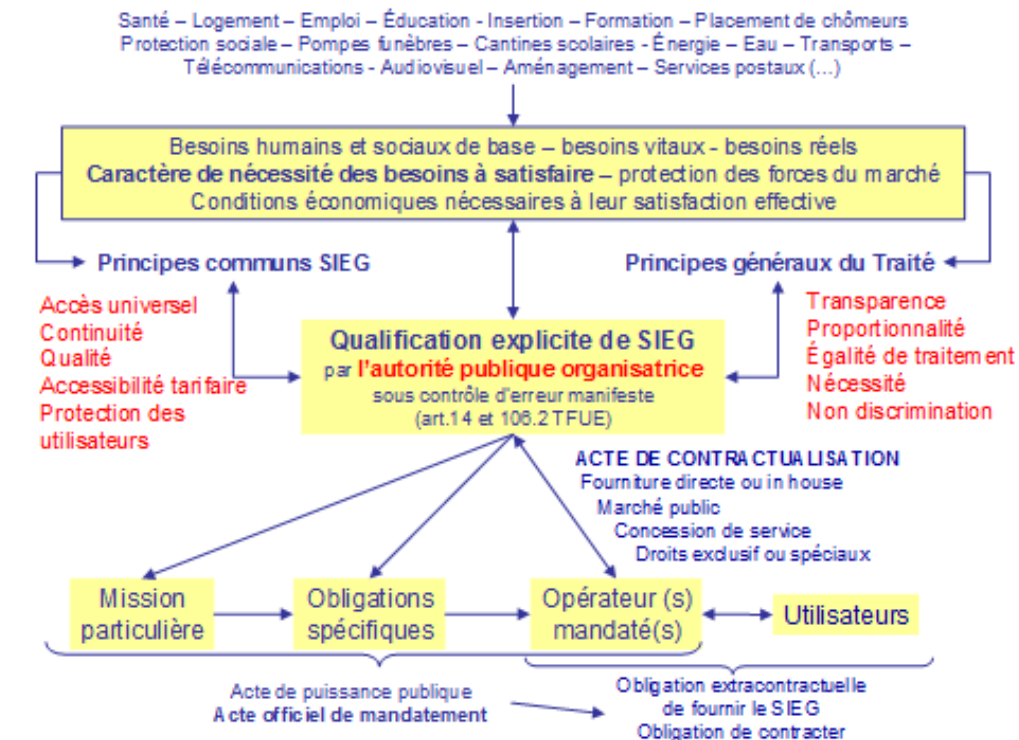 Santé – Logement – Emploi – Éducation - Insertion – Formation – Placement de chômeurs
Protection sociale – Pompes funèbres – Cantines scolaires - Énergie – Eau – Transports –
Télécommunications - Audiovisuel – Aménagement – Services postaux (…)
Besoins humains et sociaux de base – besoins vitaux - besoins réels
Caractère de nécessité des besoins à satisfaire – protection des forces du marché
Conditions économiques nécessaires à leur satisfaction effective
Principes communs SIEG
Principes généraux du Traité
Accès universel
Continuité
Qualité
Accessibilité tarifaire
Protection des
utilisateurs
Qualification explicite de SIEG
par l'autorité publique organisatrice
sous contrôle d'erreur manifeste
(art.14 et 106.2 TFUE)
Transparence
Proportionnalité
Égalité de traitement
Nécessité
Non discrimination
ACTE DE CONTRACTUALISATION
Fourniture directe ou in house
Marché public
Concession de service
Droits exclusif ou spéciaux
Mission
particulière
Obligations
spécifiques
Opérateur (s)
mandaté(s)
Utilisateurs
Acte de puissance publique
Acte officiel de mandatement
Obligation extracontractuelle
de fournir le SIEG
Obligation de contracter